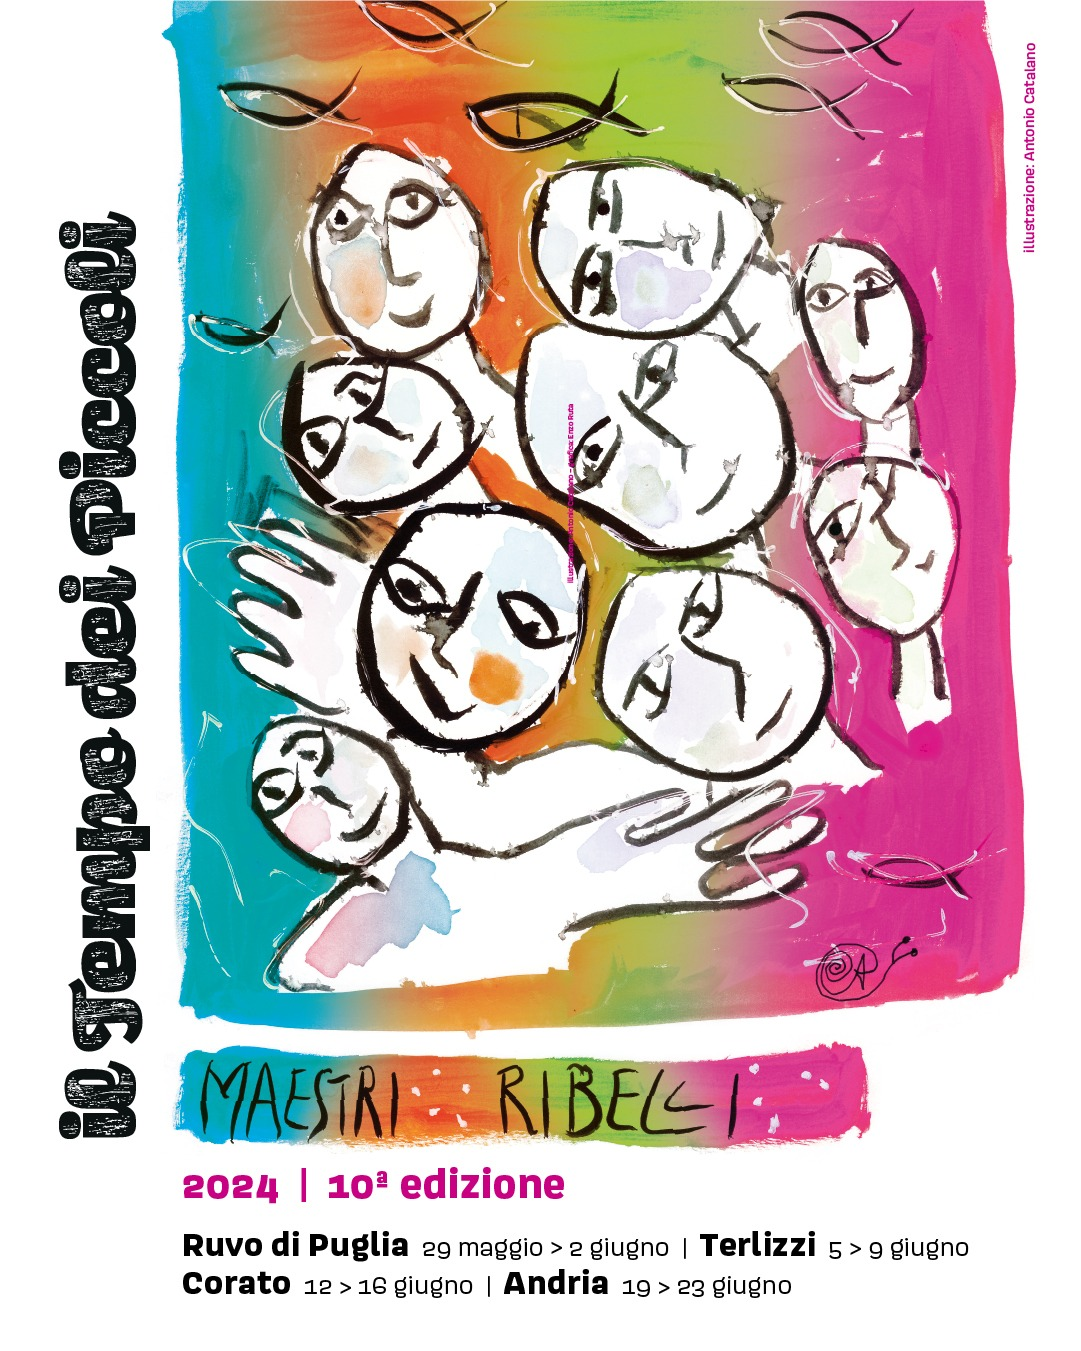 illustrazione: Antonio Catalano
il Tempo dei Piccoli
MAESTRI RIBELLI
2024 | 10ª edizione
Ruvo di Puglia 29 maggio > 2 giugno | Terlizzi 5 > 9 giugno
Corato 12 > 16 giugno | Andria 19 > 23 giugno